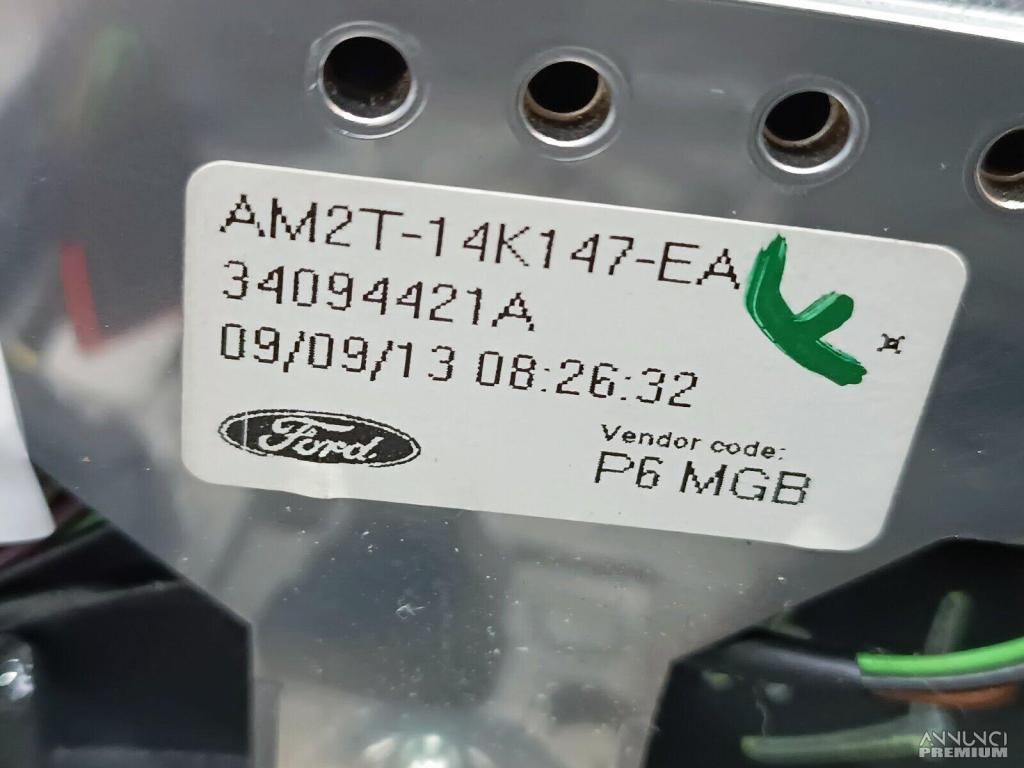 AM2T-14K147-EA
34094421A
09/09/13 08:26:32
Ford
Vendor code:
P6 MGB
ANNUNCI
PREMIUM